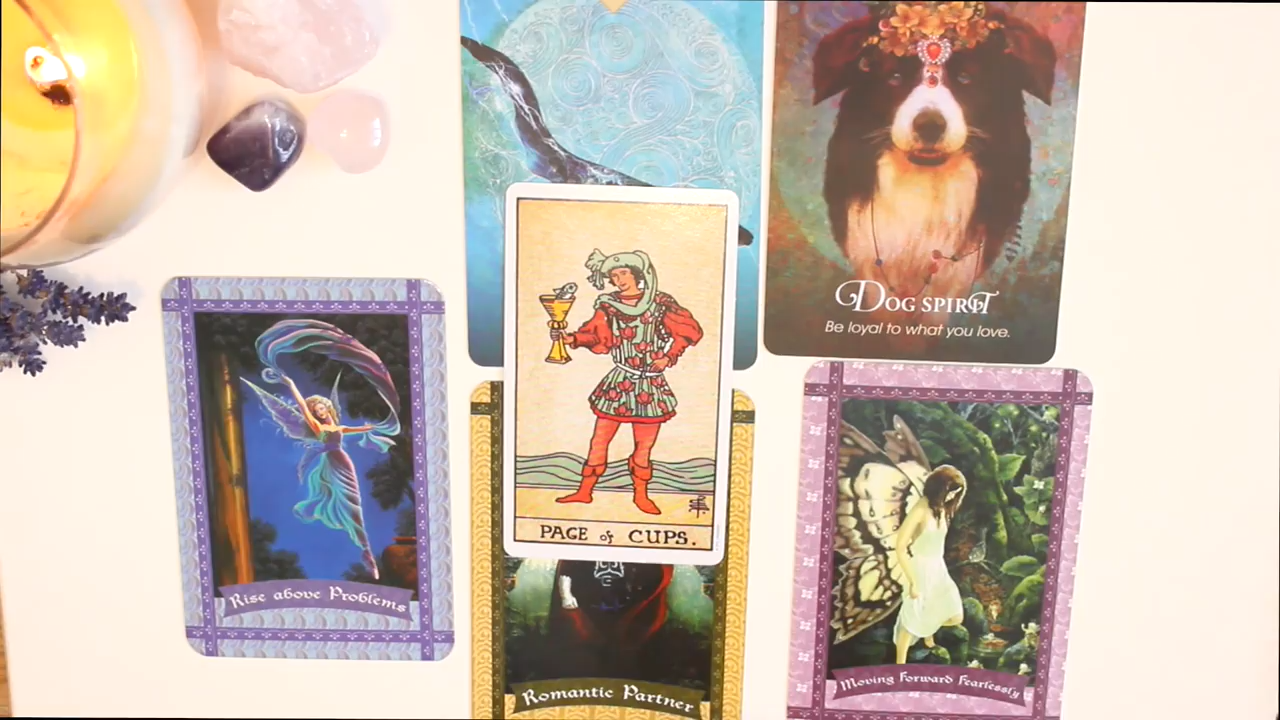 DOG SPIRIT
Be loyal to what you love.
PAGE of CUPS.
Rise above Problems
Romantic Partner
Moving Forward Fearlessly